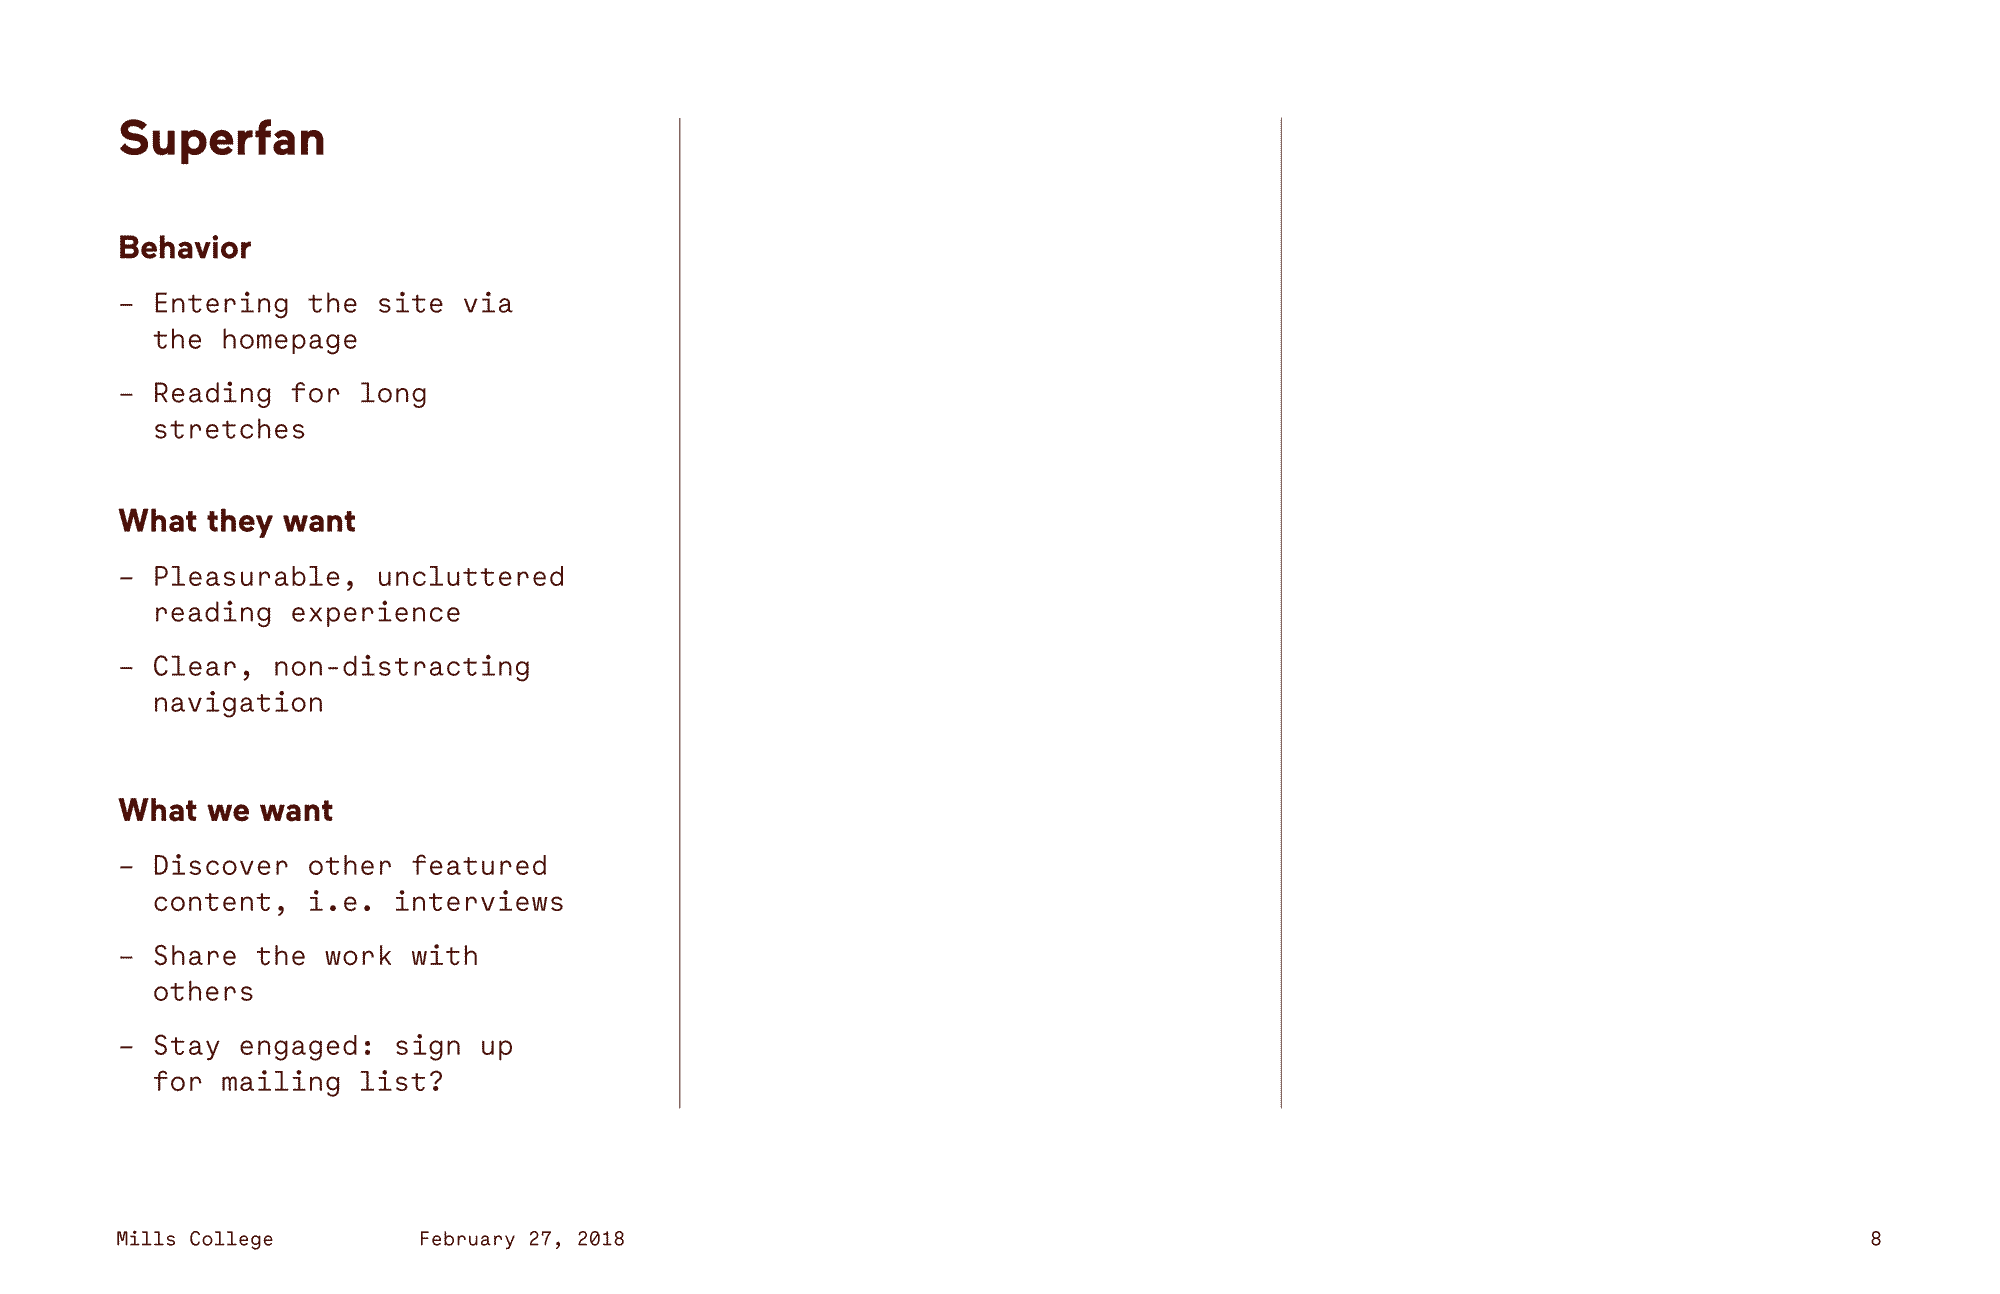 Superfan
Behavior
– Entering the site via
the homepage
– Reading for long
stretches
What they want
– Pleasurable, uncluttered
reading experience
– Clear, non-distracting
navigation
What we want
– Discover other featured
content, i.e. interviews
– Share the work with
others
– Stay engaged: sign up
for mailing list?
Mills College
February 27, 2018
8